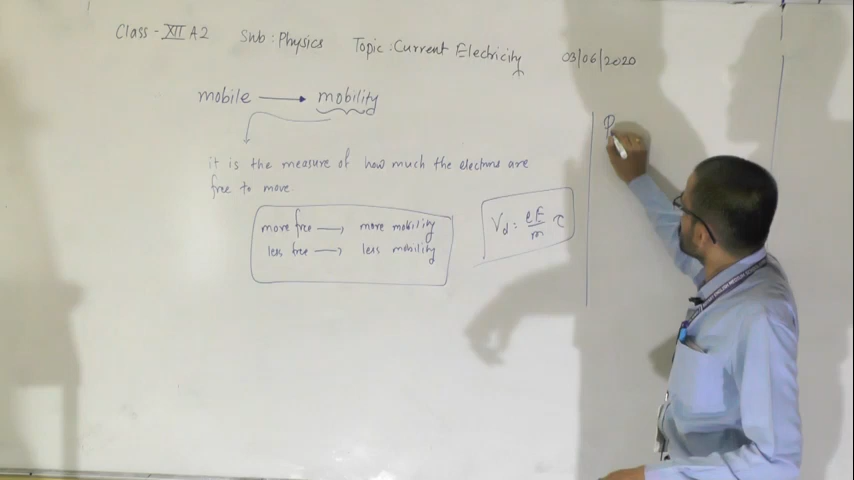 Class - XII A2 Sub : Physics Topic : Current Electricity 03/06/2020
mobile → mobility
it is the measure of how much the electrons are
free to move
more free → more mobility
less free → less mobility
Vd = eE/m τ
P